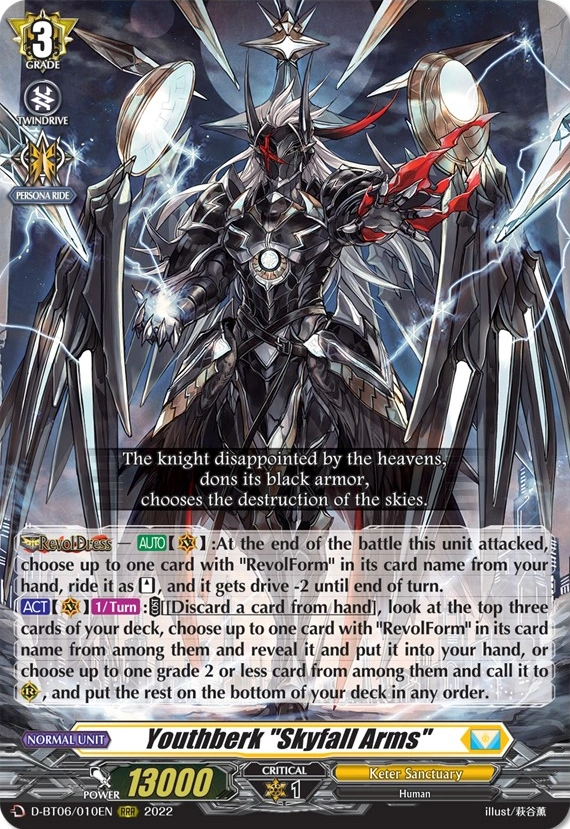 3
GRADE
TWINDRIVE
PERSONA RIDE
The knight disappointed by the heavens,
dons its black armor,
chooses the destruction of the skies.
RevolDress — AUTO【】:At the end of the battle this unit attacked,
choose up to one card with "RevolForm" in its card name from your
hand, ride it as [], and it gets drive -2 until end of turn.
ACT【】1/Turn:[Discard a card from hand], look at the top three
cards of your deck, choose up to one card with "RevolForm" in its card
name from among them and reveal it and put it into your hand, or
choose up to one grade 2 or less card from among them and call it to
R, and put the rest on the bottom of your deck in any order.
NORMAL UNIT
Youthberk "Skyfall Arms"
POWER 13000
CRITICAL
1
Keter Sanctuary
Human
D-BT06/010EN RRR 2022
illust/萩谷薫